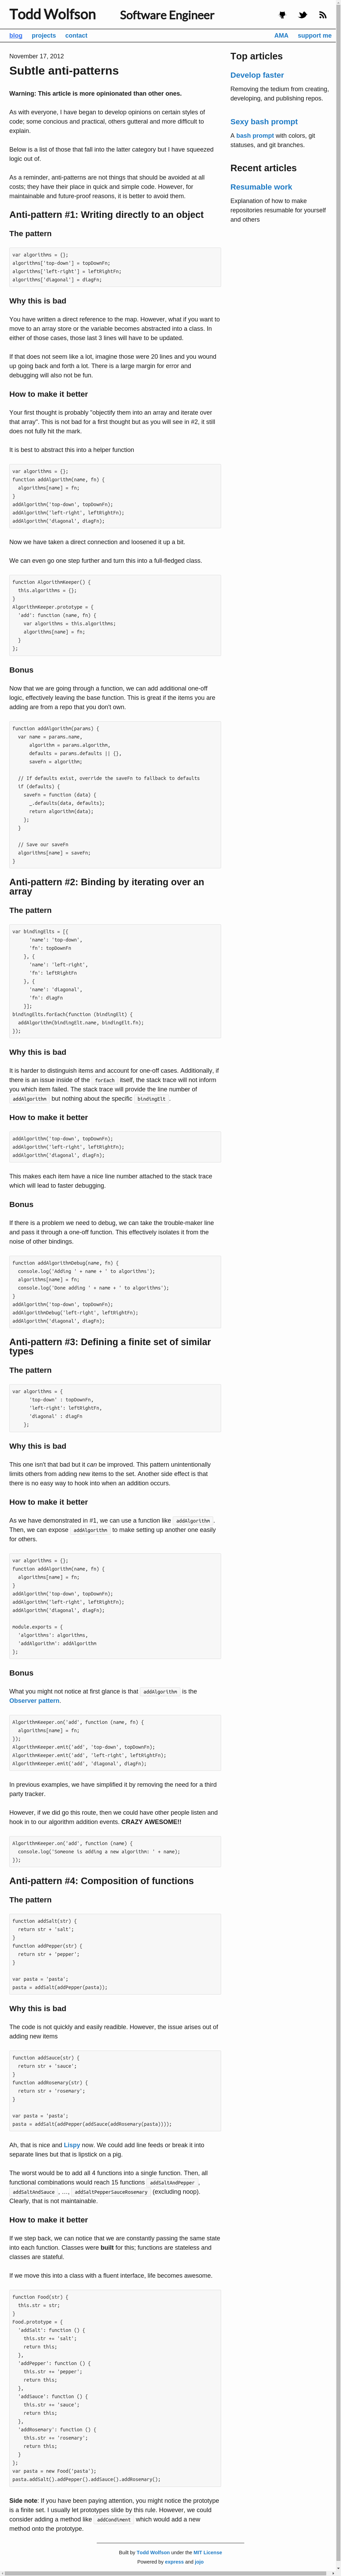 Todd Wolfson
Software Engineer
blog projects contact AMA support me
November 17, 2012
Subtle anti-patterns
Warning: This article is more opinionated than other ones.
As with everyone, I have began to develop opinions on certain styles of
code; some conscious and practical, others gutteral and more difficult to
explain.
Below is a list of those that fall into the latter category but I have squeezed
logic out of.
As a reminder, anti-patterns are not things that should be avoided at all
costs; they have their place in quick and simple code. However, for
maintainable and future-proof reasons, it is better to avoid them.
Anti-pattern #1: Writing directly to an object
The pattern
var algorithms = {};
algorithms['top-down'] = topDownFn;
algorithms['left-right'] = leftRightFn;
algorithms['diagonal'] = diagFn;
Why this is bad
You have written a direct reference to the map. However, what if you want to
move to an array store or the variable becomes abstracted into a class. In
either of those cases, those last 3 lines will have to be updated.
If that does not seem like a lot, imagine those were 20 lines and you wound
up going back and forth a lot. There is a large margin for error and
debugging will also not be fun.
How to make it better
Your first thought is probably "objectify them into an array and iterate over
that array". This is not bad for a first thought but as you will see in #2, it still
does not fully hit the mark.
It is best to abstract this into a helper function
var algorithms = {};
function addAlgorithm(name, fn) {
  algorithms[name] = fn;
}
addAlgorithm('top-down', topDownFn);
addAlgorithm('left-right', leftRightFn);
addAlgorithm('diagonal', diagFn);
Now we have taken a direct connection and loosened it up a bit.
We can even go one step further and turn this into a full-fledged class.
function AlgorithmKeeper() {
  this.algorithms = {};
}
AlgorithmKeeper.prototype = {
  'add': function (name, fn) {
    var algorithms = this.algorithms;
    algorithms[name] = fn;
  }
};
Bonus
Now that we are going through a function, we can add additional one-off
logic, effectively leaving the base function. This is great if the items you are
adding are from a repo that you don't own.
function addAlgorithm(params) {
  var name = params.name,
      algorithm = params.algorithm,
      defaults = params.defaults || {},
      saveFn = algorithm;
  // If defaults exist, override the saveFn to fallback to defaults
  if (defaults) {
    saveFn = function (data) {
      _.defaults(data, defaults);
      return algorithm(data);
    };
  }
  // Save our saveFn
  algorithms[name] = saveFn;
}
Anti-pattern #2: Binding by iterating over an
array
The pattern
var bindingElts = [{
      'name': 'top-down',
      'fn': topDownFn
    }, {
      'name': 'left-right',
      'fn': leftRightFn
    }, {
      'name': 'diagonal',
      'fn': diagFn
    }];
bindingElts.forEach(function (bindingElt) {
  addAlgorithm(bindingElt.name, bindingElt.fn);
});
Why this is bad
It is harder to distinguish items and account for one-off cases. Additionally, if
there is an issue inside of the forEach itself, the stack trace will not inform
you which item failed. The stack trace will provide the line number of
addAlgorithm but nothing about the specific bindingElt.
How to make it better
addAlgorithm('top-down', topDownFn);
addAlgorithm('left-right', leftRightFn);
addAlgorithm('diagonal', diagFn);
This makes each item have a nice line number attached to the stack trace
which will lead to faster debugging.
Bonus
If there is a problem we need to debug, we can take the trouble-maker line
and pass it through a one-off function. This effectively isolates it from the
noise of other bindings.
function addAlgorithmDebug(name, fn) {
  console.log('Adding ' + name + ' to algorithms');
  algorithms[name] = fn;
  console.log('Done adding ' + name + ' to algorithms');
}
addAlgorithm('top-down', topDownFn);
addAlgorithmDebug('left-right', leftRightFn);
addAlgorithm('diagonal', diagFn);
Anti-pattern #3: Defining a finite set of similar
types
The pattern
var algorithms = {
      'top-down' : topDownFn,
      'left-right': leftRightFn,
      'diagonal' : diagFn
    };
Why this is bad
This one isn't that bad but it can be improved. This pattern unintentionally
limits others from adding new items to the set. Another side effect is that
there is no easy way to hook into when an addition occurs.
How to make it better
As we have demonstrated in #1, we can use a function like addAlgorithm.
Then, we can expose addAlgorithm to make setting up another one easily
for others.
var algorithms = {};
function addAlgorithm(name, fn) {
  algorithms[name] = fn;
}
addAlgorithm('top-down', topDownFn);
addAlgorithm('left-right', leftRightFn);
addAlgorithm('diagonal', diagFn);
module.exports = {
  'algorithms': algorithms,
  'addAlgorithm': addAlgorithm
};
Bonus
What you might not notice at first glance is that addAlgorithm is the
Observer pattern.
AlgorithmKeeper.on('add', function (name, fn) {
  algorithms[name] = fn;
});
AlgorithmKeeper.emit('add', 'top-down', topDownFn);
AlgorithmKeeper.emit('add', 'left-right', leftRightFn);
AlgorithmKeeper.emit('add', 'diagonal', diagFn);
In previous examples, we have simplified it by removing the need for a third
party tracker.
However, if we did go this route, then we could have other people listen and
hook in to our algorithm addition events. CRAZY AWESOME!!
AlgorithmKeeper.on('add', function (name) {
  console.log('Someone is adding a new algorithm: ' + name);
});
Anti-pattern #4: Composition of functions
The pattern
function addSalt(str) {
  return str + 'salt';
}
function addPepper(str) {
  return str + 'pepper';
}
var pasta = 'pasta';
pasta = addSalt(addPepper(pasta));
Why this is bad
The code is not quickly and easily readible. However, the issue arises out of
adding new items
function addSauce(str) {
  return str + 'sauce';
}
function addRosemary(str) {
  return str + 'rosemary';
}
var pasta = 'pasta';
pasta = addSalt(addPepper(addSauce(addRosemary(pasta))));
Ah, that is nice and Lispy now. We could add line feeds or break it into
separate lines but that is lipstick on a pig.
The worst would be to add all 4 functions into a single function. Then, all
functional combinations would reach 15 functions addSaltAndPepper,
addSaltAndSauce, ..., addSaltPepperSauceRosemary (excluding noop).
Clearly, that is not maintainable.
How to make it better
If we step back, we can notice that we are constantly passing the same state
into each function. Classes were built for this; functions are stateless and
classes are stateful.
If we move this into a class with a fluent interface, life becomes awesome.
function Food(str) {
  this.str = str;
}
Food.prototype = {
  'addSalt': function () {
    this.str += 'salt';
    return this;
  },
  'addPepper': function () {
    this.str += 'pepper';
    return this;
  },
  'addSauce': function () {
    this.str += 'sauce';
    return this;
  },
  'addRosemary': function () {
    this.str += 'rosemary';
    return this;
  }
};
var pasta = new Food('pasta');
pasta.addSalt().addPepper().addSauce().addRosemary();
Side note: If you have been paying attention, you might notice the prototype
is a finite set. I usually let prototypes slide by this rule. However, we could
consider adding a method like addCondiment which would add a new
method onto the prototype.
Top articles
Develop faster
Removing the tedium from creating,
developing, and publishing repos.
Sexy bash prompt
A bash prompt with colors, git
statuses, and git branches.
Recent articles
Resumable work
Explanation of how to make
repositories resumable for yourself
and others
Built by Todd Wolfson under the MIT License
Powered by express and jojo